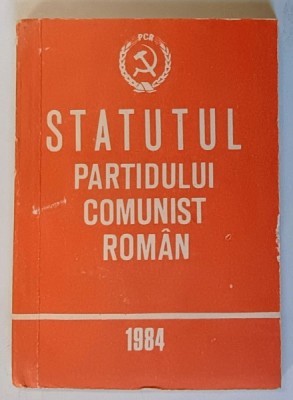 PCR
STATUTUL
PARTIDULUI
COMUNIST
ROMÂN
1984